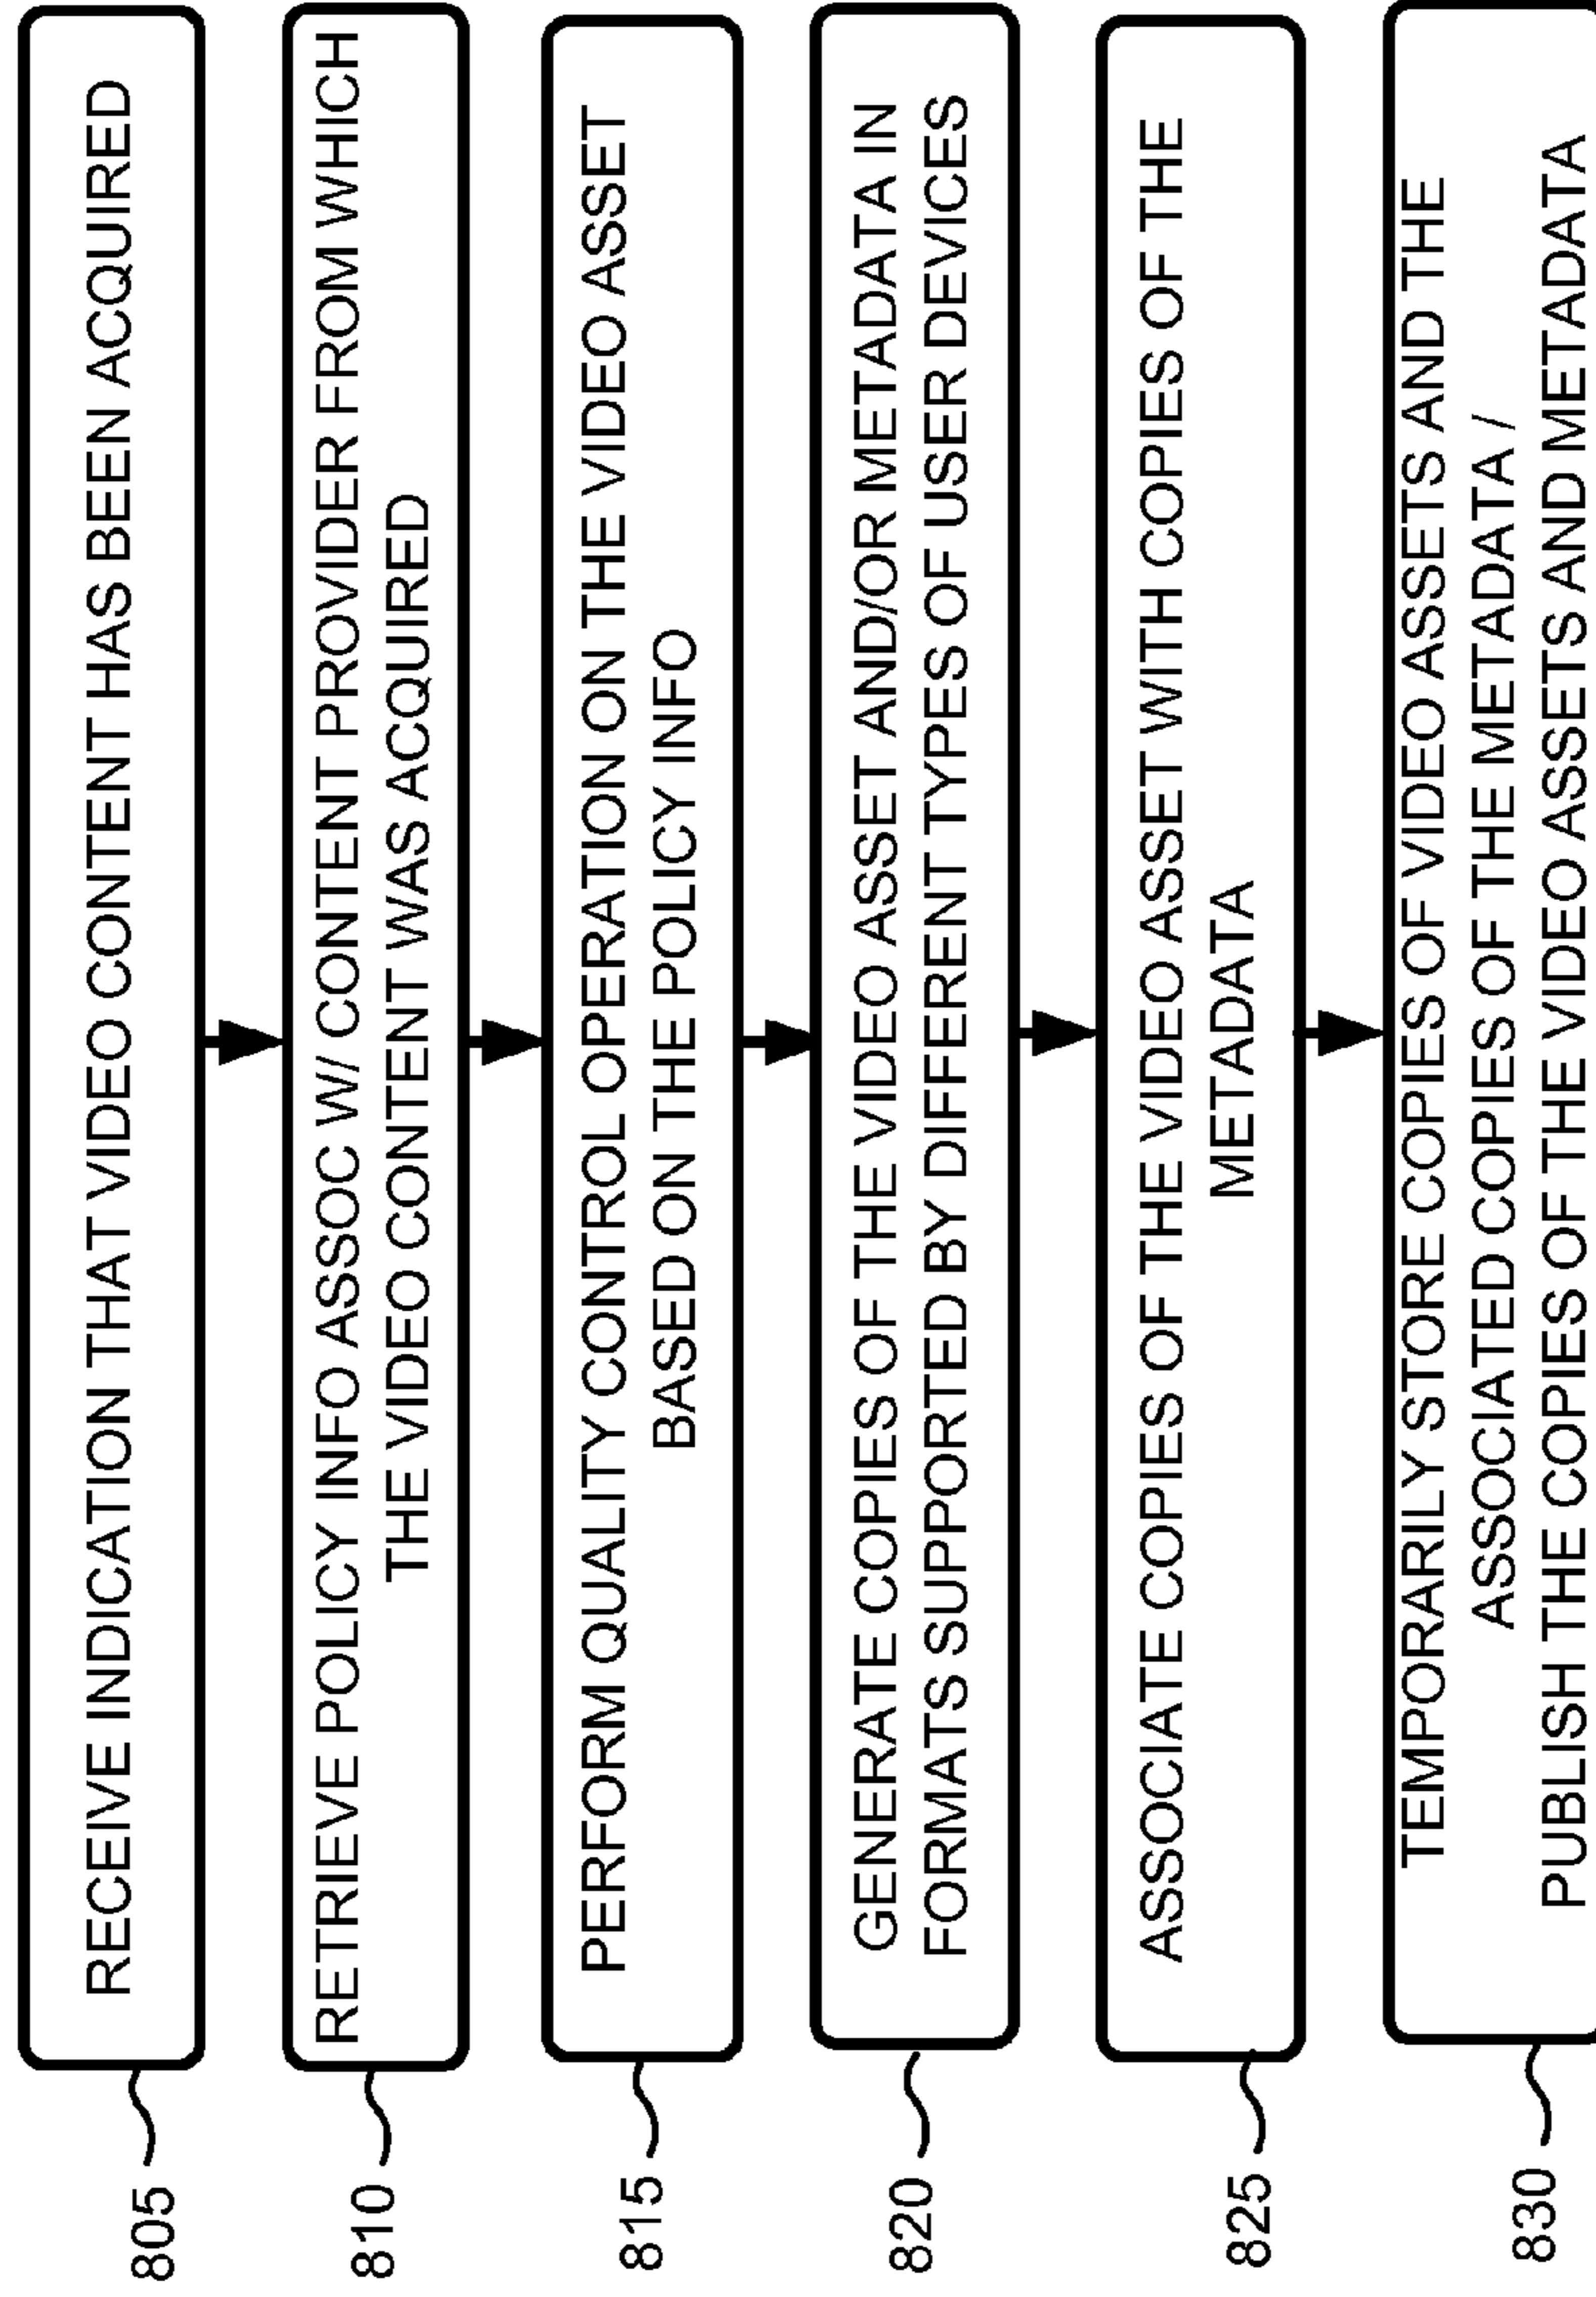 805
RECEIVE INDICATION THAT VIDEO CONTENT HAS BEEN ACQUIRED
810
RETRIEVE POLICY INFO ASSOC W/ CONTENT PROVIDER FROM WHICH
THE VIDEO CONTENT WAS ACQUIRED
815
PERFORM QUALITY CONTROL OPERATION ON THE VIDEO ASSET
BASED ON THE POLICY INFO
820
GENERATE COPIES OF THE VIDEO ASSET AND/OR METADATA IN
FORMATS SUPPORTED BY DIFFERENT TYPES OF USER DEVICES
825
ASSOCIATE COPIES OF THE VIDEO ASSET WITH COPIES OF THE
METADATA
830
TEMPORARILY STORE COPIES OF VIDEO ASSETS AND THE
ASSOCIATED COPIES OF THE METADATA /
PUBLISH THE COPIES OF THE VIDEO ASSETS AND METADATA